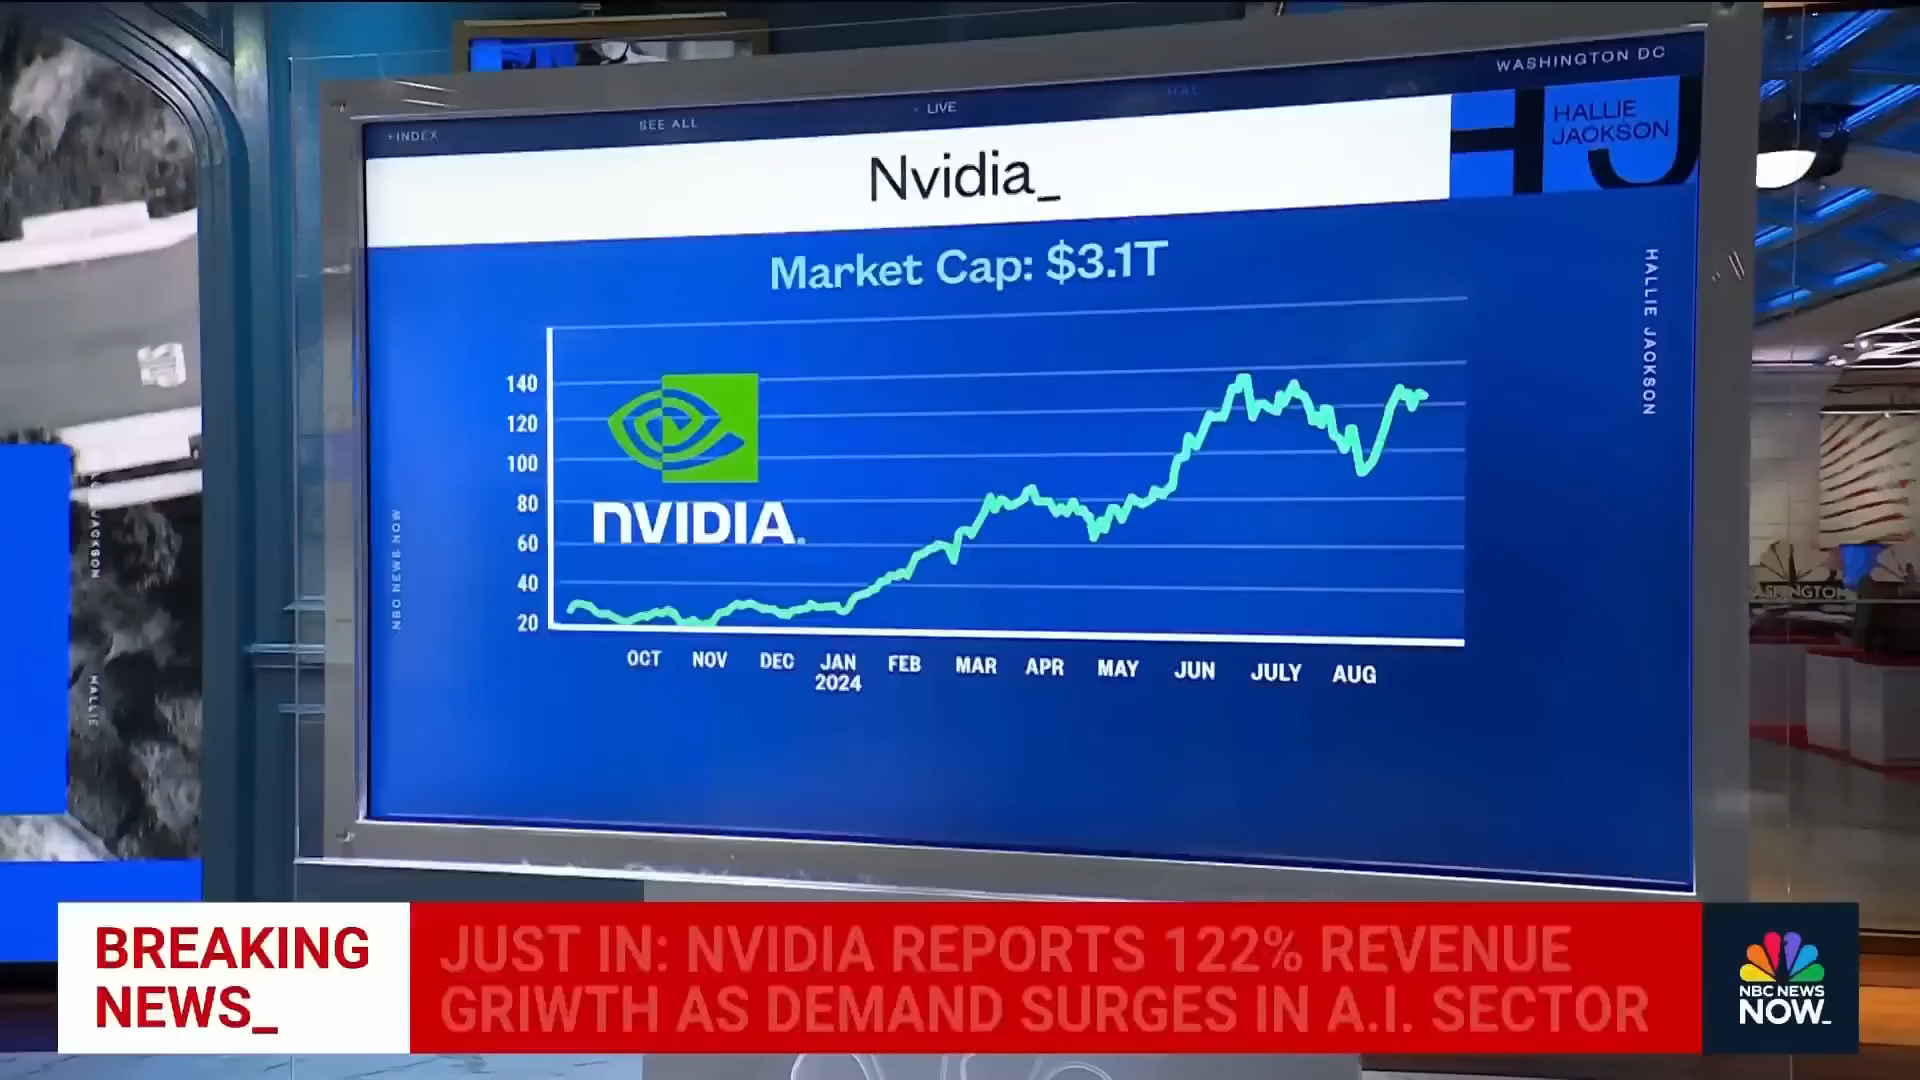 WASHINGTON DC
+INDEX
SEE ALL
LIVE
HALLIE
JACKSON
Nvidia_
Market Cap: $3.1T
HALLIE JACKSON
NBC NEWS NOW
140
120
100
80
60
40
20
NVIDIA.
OCT NOV DEC JAN FEB MAR APR MAY JUN JULY AUG
2024
JACKSON
HALLIE
BREAKING
NEWS_
JUST IN: NVIDIA REPORTS 122% REVENUE
GRIWTH AS DEMAND SURGES IN A.I. SECTOR
NBC NEWS
NOW_